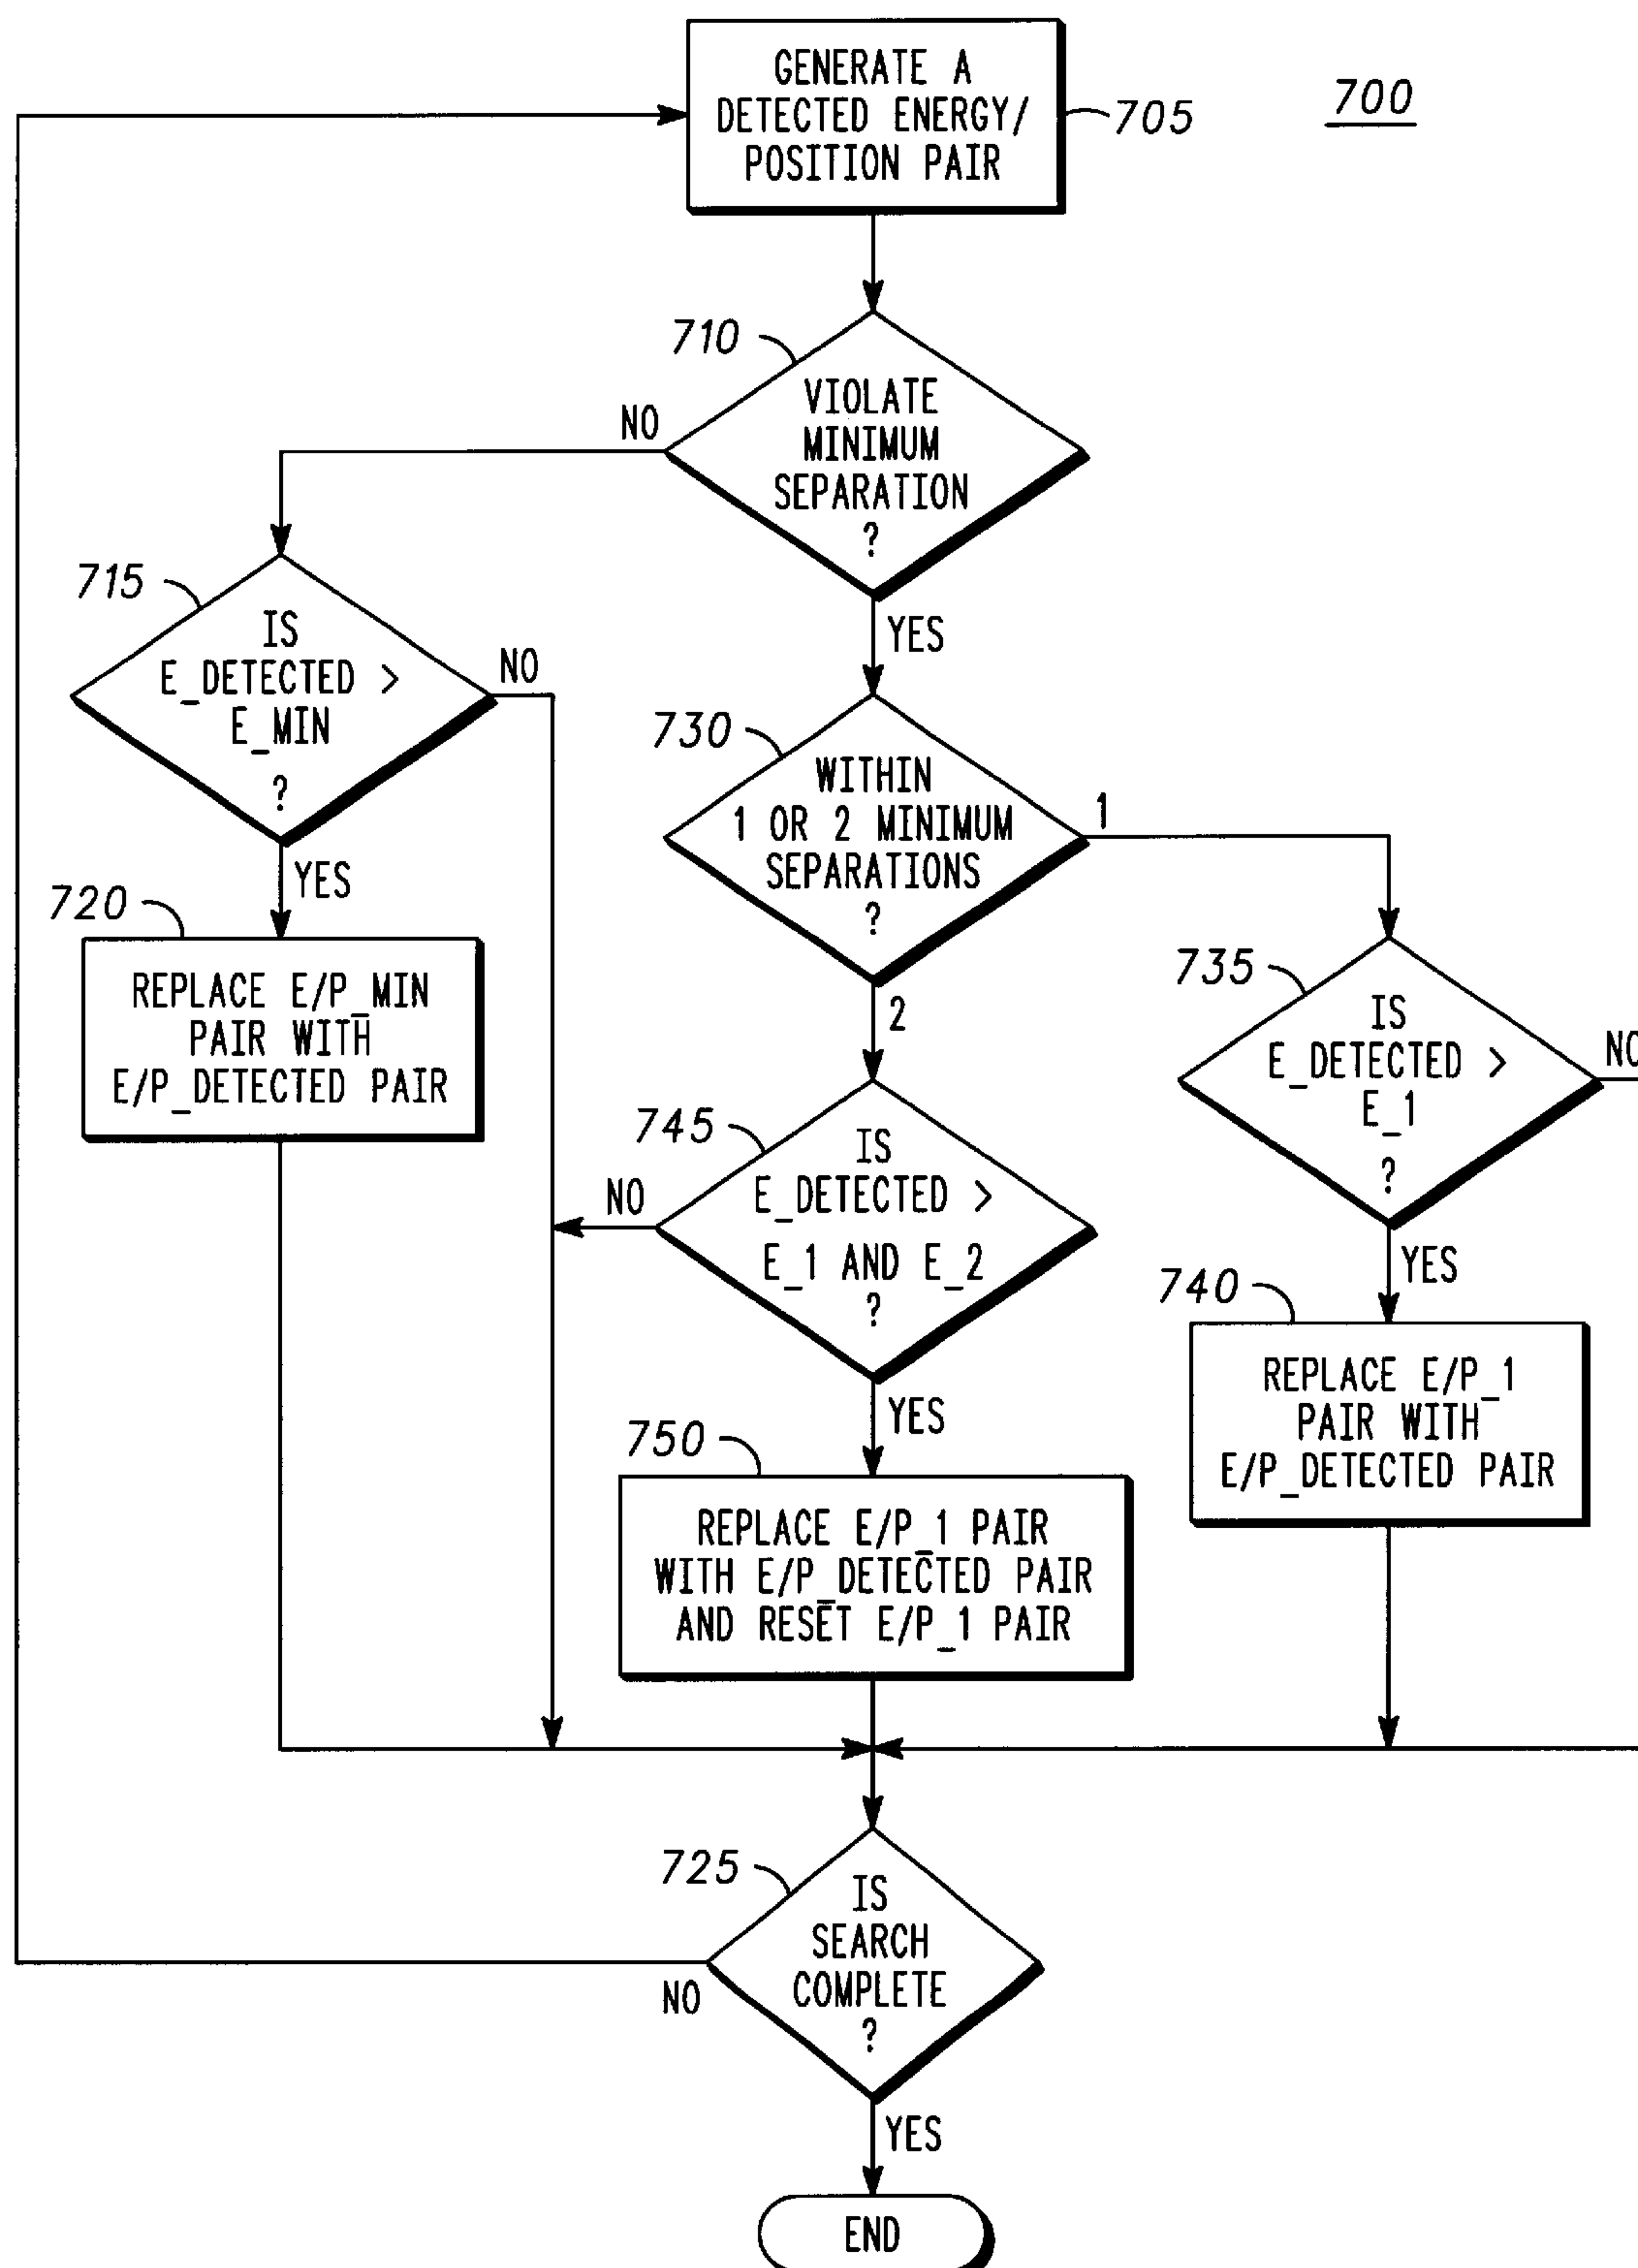 GENERATE A
DETECTED ENERGY/
POSITION PAIR
705
700
710
VIOLATE
MINIMUM
SEPARATION
?
NO
YES
715
IS
E_DETECTED >
E_MIN
?
NO
YES
720
REPLACE E/P_MIN
PAIR WITH
E/P_DETECTED PAIR
730
WITHIN
1 OR 2 MINIMUM
SEPARATIONS
?
1
2
735
IS
E_DETECTED >
E_1
?
NO
YES
740
REPLACE E/P_1
PAIR WITH
E/P_DETECTED PAIR
745
IS
E_DETECTED >
E_1 AND E_2
?
NO
YES
750
REPLACE E/P_1 PAIR
WITH E/P_DETECTED PAIR
AND RESET E/P_1 PAIR
725
IS
SEARCH
COMPLETE
?
NO
YES
END